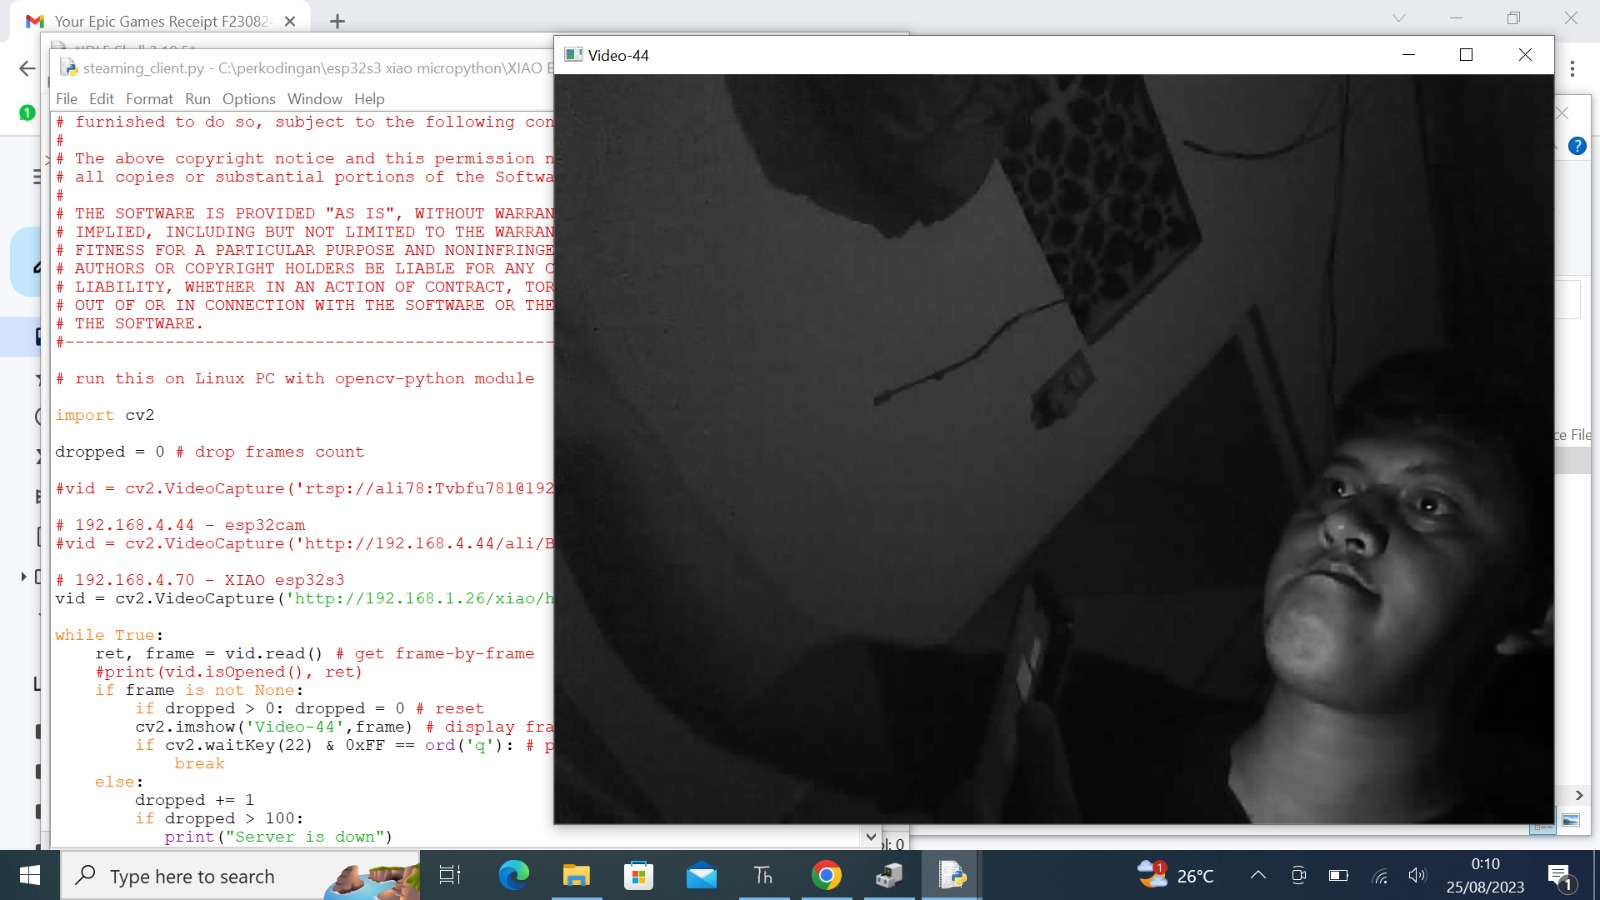 Your Epic Games Receipt F23082
steaming_client.py - C:\perkodingan\esp32s3 xiao micropython\XIAO E
Video-44
File Edit Format Run Options Window Help
1
# furnished to do so, subject to the following con
#
# The above copyright notice and this permission n
# all copies or substantial portions of the Softwa
#
# THE SOFTWARE IS PROVIDED "AS IS", WITHOUT WARRAN
# IMPLIED, INCLUDING BUT NOT LIMITED TO THE WARRAN
# FITNESS FOR A PARTICULAR PURPOSE AND NONINFRINGE
# AUTHORS OR COPYRIGHT HOLDERS BE LIABLE FOR ANY C
# LIABILITY, WHETHER IN AN ACTION OF CONTRACT, TOR
# OUT OF OR IN CONNECTION WITH THE SOFTWARE OR THE
# THE SOFTWARE.
#--------------------------------------------------
# run this on Linux PC with opencv-python module
import cv2
dropped = 0 # drop frames count
#vid = cv2.VideoCapture('rtsp://ali78:Tvbfu781@192
# 192.168.4.44 - esp32cam
#vid = cv2.VideoCapture('http://192.168.4.44/ali/B
# 192.168.4.70 - XIAO esp32s3
vid = cv2.VideoCapture('http://192.168.1.26/xiao/h
while True:
    ret, frame = vid.read() # get frame-by-frame
    #print(vid.isOpened(), ret)
    if frame is not None:
        if dropped > 0: dropped = 0 # reset
        cv2.imshow('Video-44',frame) # display fra
        if cv2.waitKey(22) & 0xFF == ord('q'): # p
            break
    else:
        dropped += 1
        if dropped > 100:
           print("Server is down")
ce File
Type here to search
Th
1
26°C
0:10
25/08/2023
1